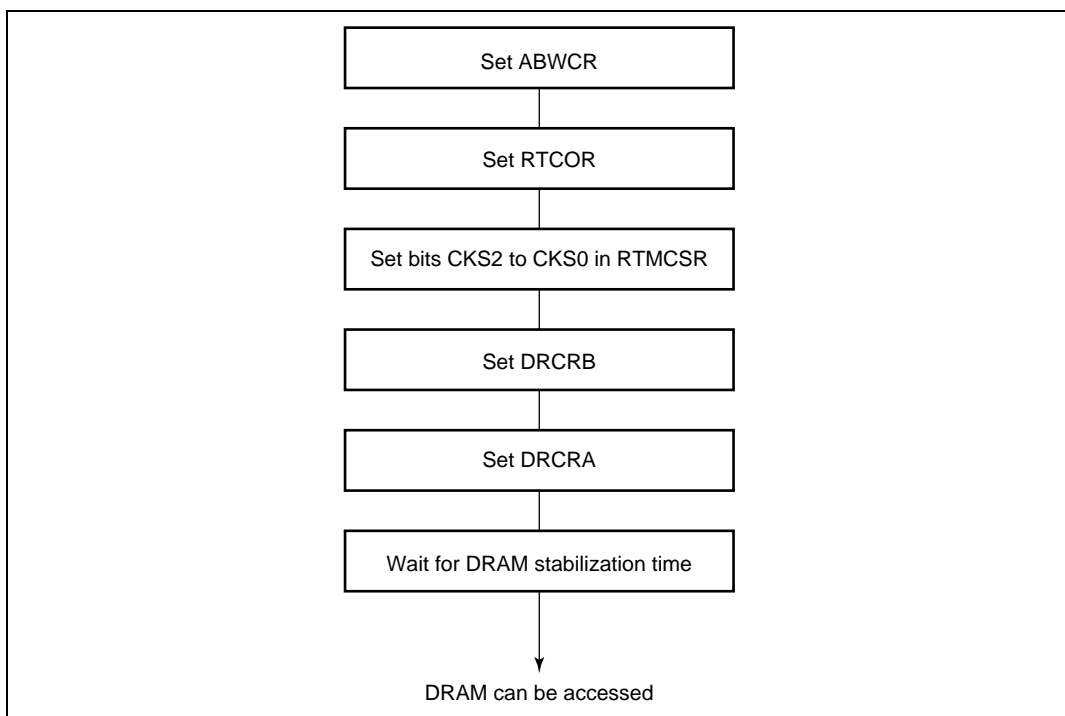 Set ABWCR
Set RTCOR
Set bits CKS2 to CKS0 in RTMCSR
Set DRCRB
Set DRCRA
Wait for DRAM stabilization time
DRAM can be accessed